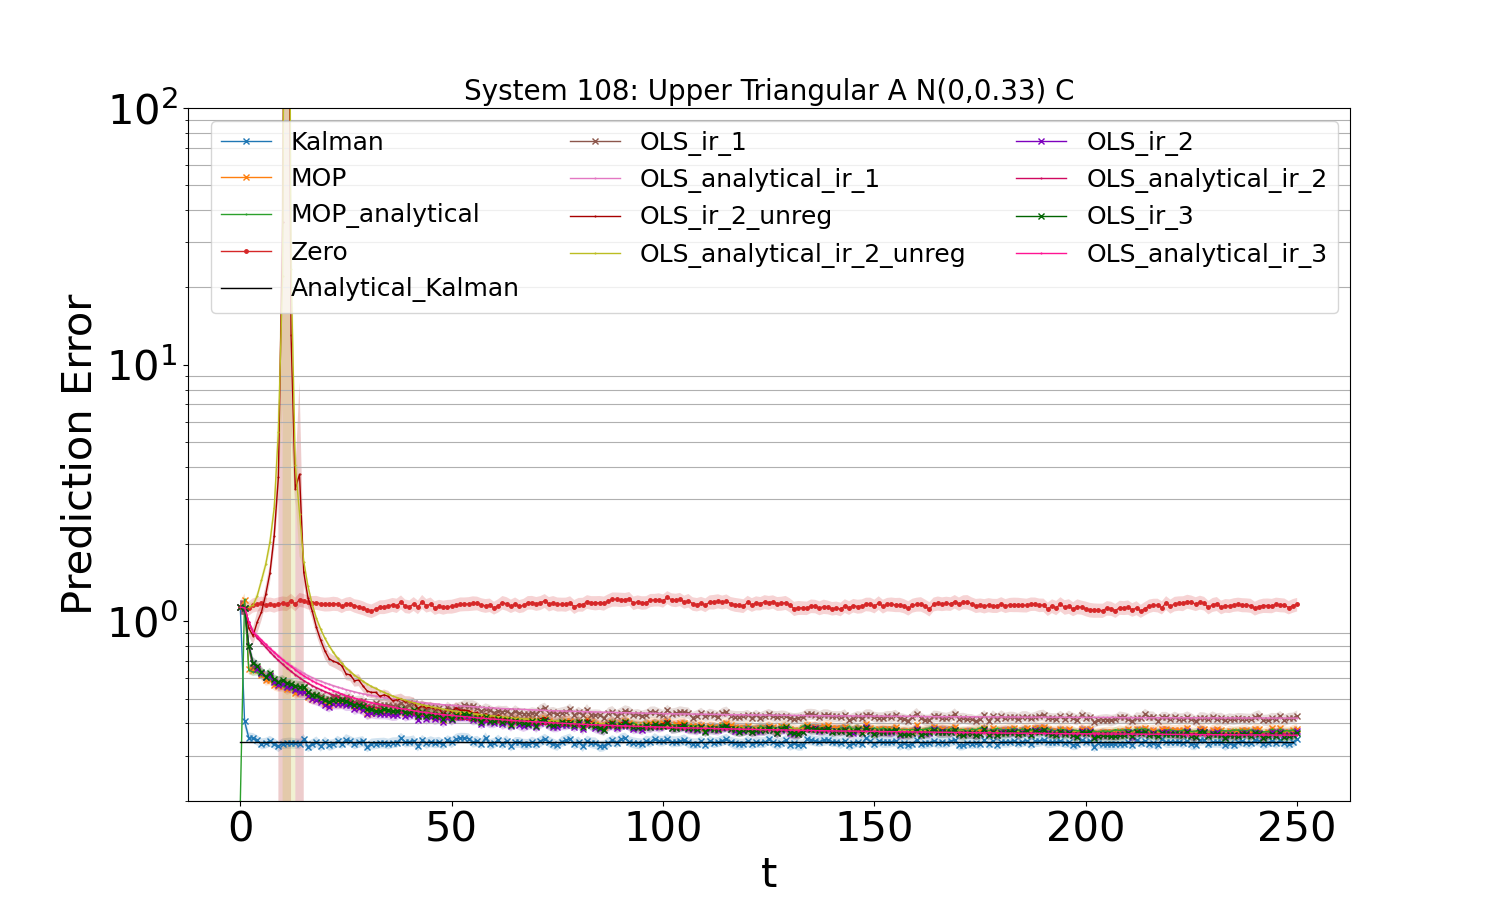 System 108: Upper Triangular A N(0,0.33) C
10^2
10^1
10^0
Prediction Error
Kalman
MOP
MOP_analytical
Zero
Analytical_Kalman
OLS_ir_1
OLS_analytical_ir_1
OLS_ir_2_unreg
OLS_analytical_ir_2_unreg
OLS_ir_2
OLS_analytical_ir_2
OLS_ir_3
OLS_analytical_ir_3
0 50 100 150 200 250
t